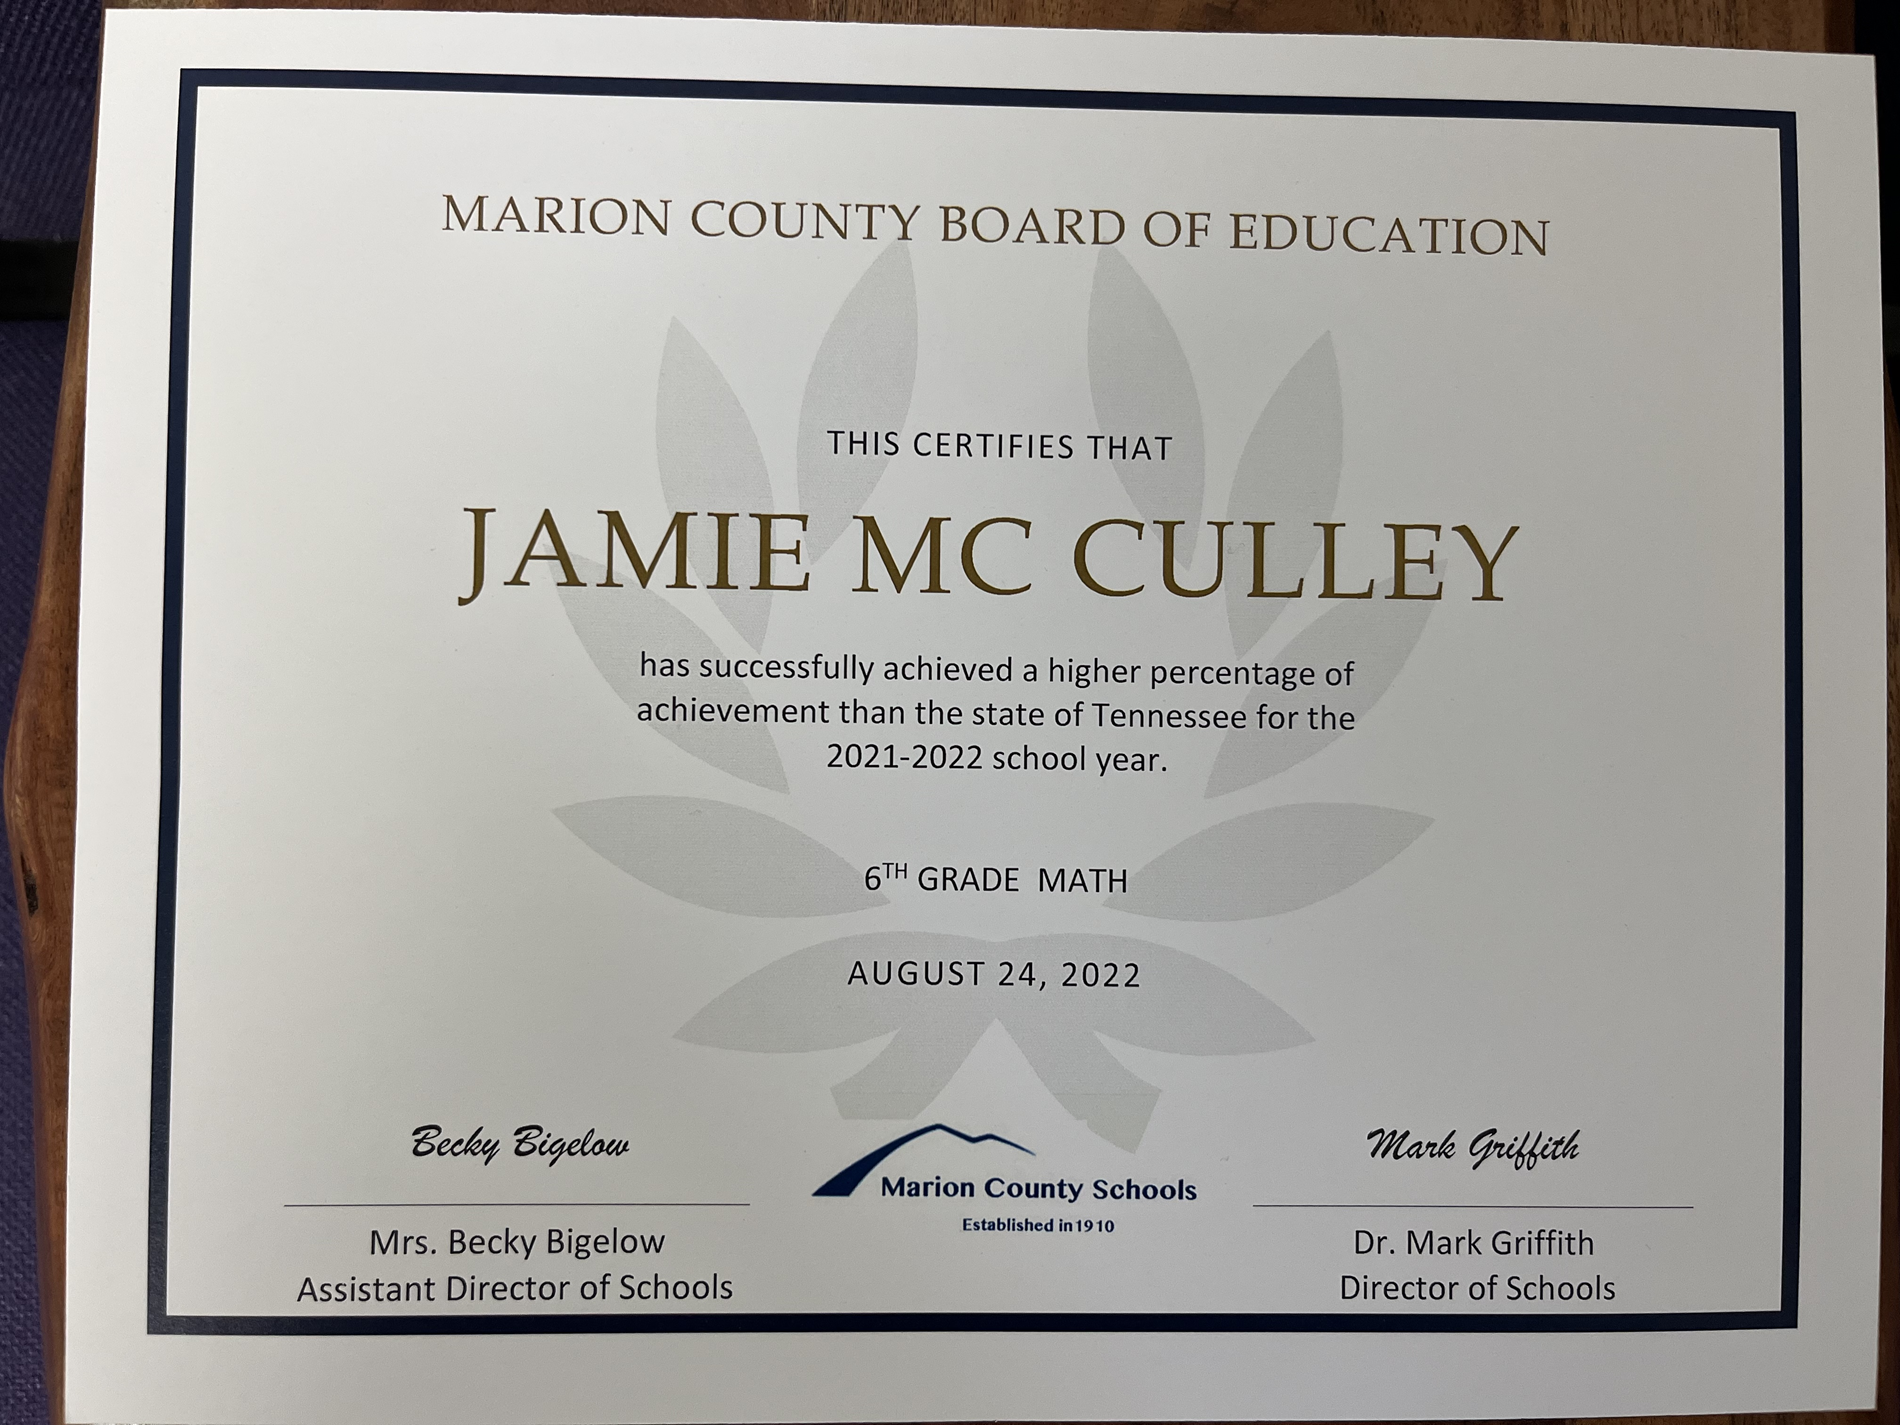 MARION COUNTY BOARD OF EDUCATION
THIS CERTIFIES THAT
JAMIE MC CULLEY
has successfully achieved a higher percentage of
achievement than the state of Tennessee for the
2021-2022 school year.
6TH GRADE MATH
AUGUST 24, 2022
Becky Bigelow
Mrs. Becky Bigelow
Assistant Director of Schools
Marion County Schools
Established in 1910
Mark Griffith
Dr. Mark Griffith
Director of Schools